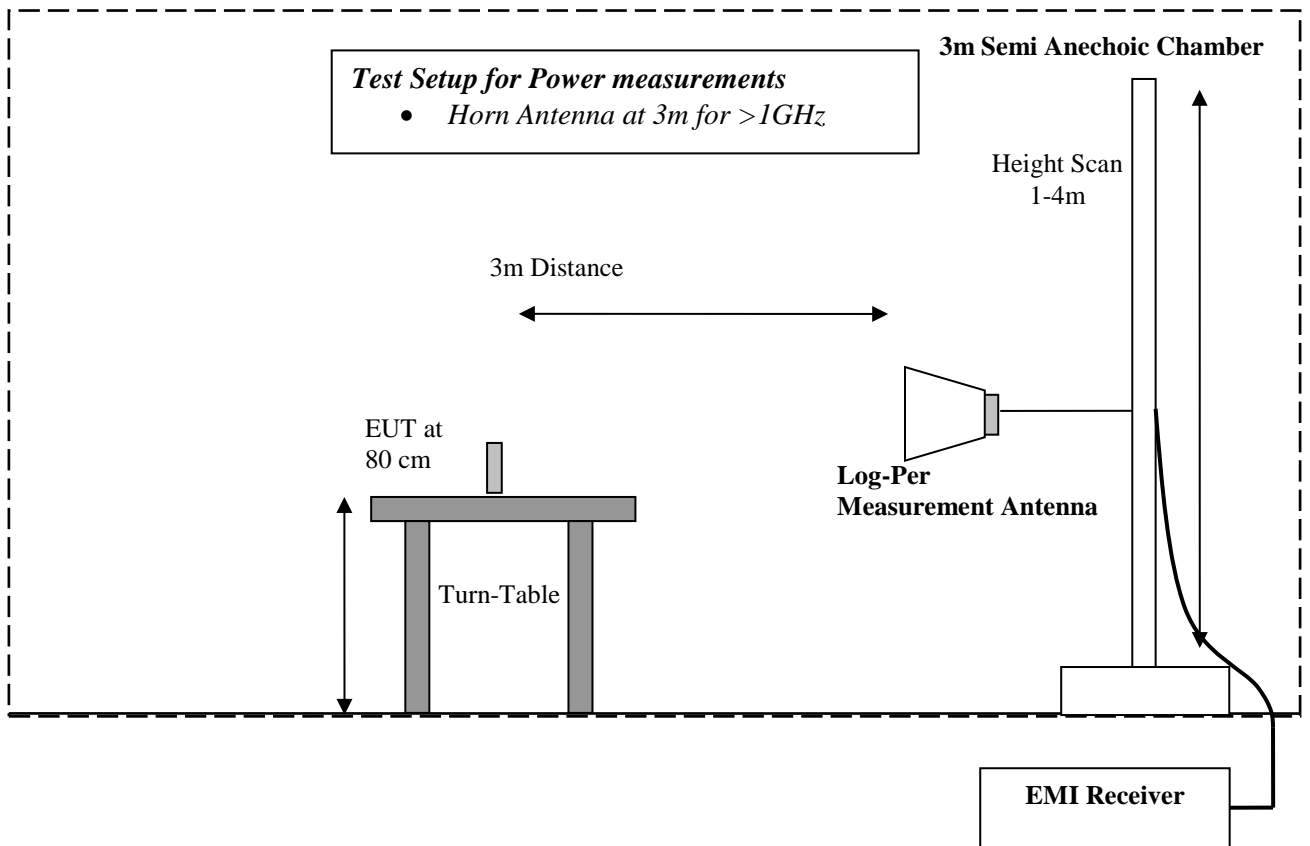 3m Semi Anechoic Chamber
Test Setup for Power measurements
• Horn Antenna at 3m for >1GHz
Height Scan
1-4m
3m Distance
EUT at
80 cm
Log-Per
Measurement Antenna
Turn-Table
EMI Receiver